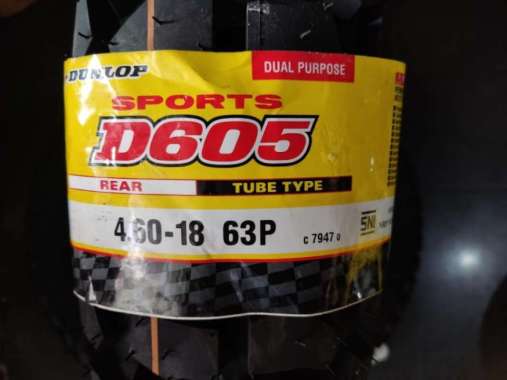 DUNLOP
DUAL PURPOSE
SPORTS
D605
REAR
TUBE TYPE
4.60-18 63P
c 7947 0
SNI